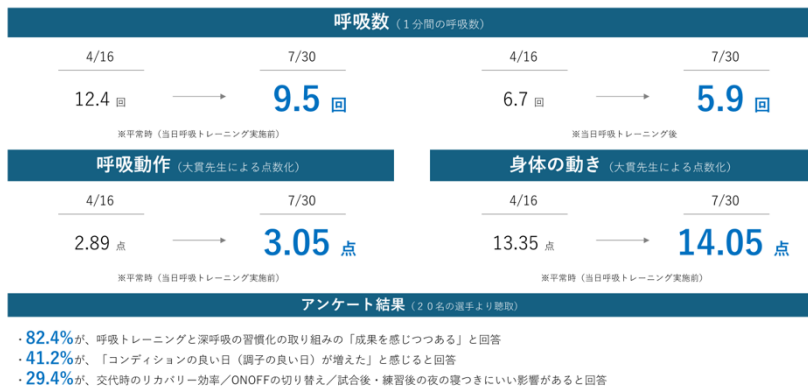 呼吸数（１分間の呼吸数）
4/16 7/30 4/16 7/30
12.4 回 9.5 回 6.7 回 5.9 回
※平常時（当日呼吸トレーニング実施前） ※当日呼吸トレーニング後
呼吸動作（大貫先生による点数化） 身体の動き（大貫先生による点数化）
4/16 7/30 4/16 7/30
2.89 点 3.05 点 13.35 点 14.05 点
※平常時（当日呼吸トレーニング実施前） ※平常時（当日呼吸トレーニング実施前）
アンケート結果（２０名の選手より聴取）
・82.4%が、呼吸トレーニングと深呼吸の習慣化の取り組みの「成果を感じつつある」と回答
・41.2%が、「コンディションの良い日（調子の良い日）が増えた」と感じると回答
・29.4%が、交代時のリカバリー効率／ONOFFの切り替え／試合後・練習後の夜の寝つきにいい影響があると回答